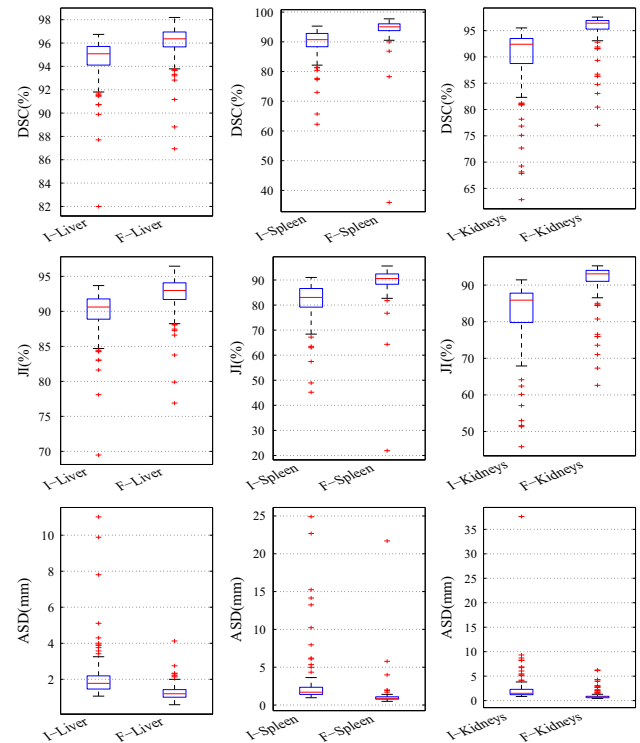 98
96
94
92
90
88
86
84
82
DSC(%)
I−Liver
F−Liver
100
90
80
70
60
50
40
DSC(%)
I−Spleen
F−Spleen
95
90
85
80
75
70
65
DSC(%)
I−Kidneys
F−Kidneys
95
90
85
80
75
70
JI(%)
I−Liver
F−Liver
90
80
70
60
50
40
30
20
JI(%)
I−Spleen
F−Spleen
90
80
70
60
50
JI(%)
I−Kidneys
F−Kidneys
10
8
6
4
2
ASD(mm)
I−Liver
F−Liver
25
20
15
10
5
0
ASD(mm)
I−Spleen
F−Spleen
35
30
25
20
15
10
5
0
ASD(mm)
I−Kidneys
F−Kidneys